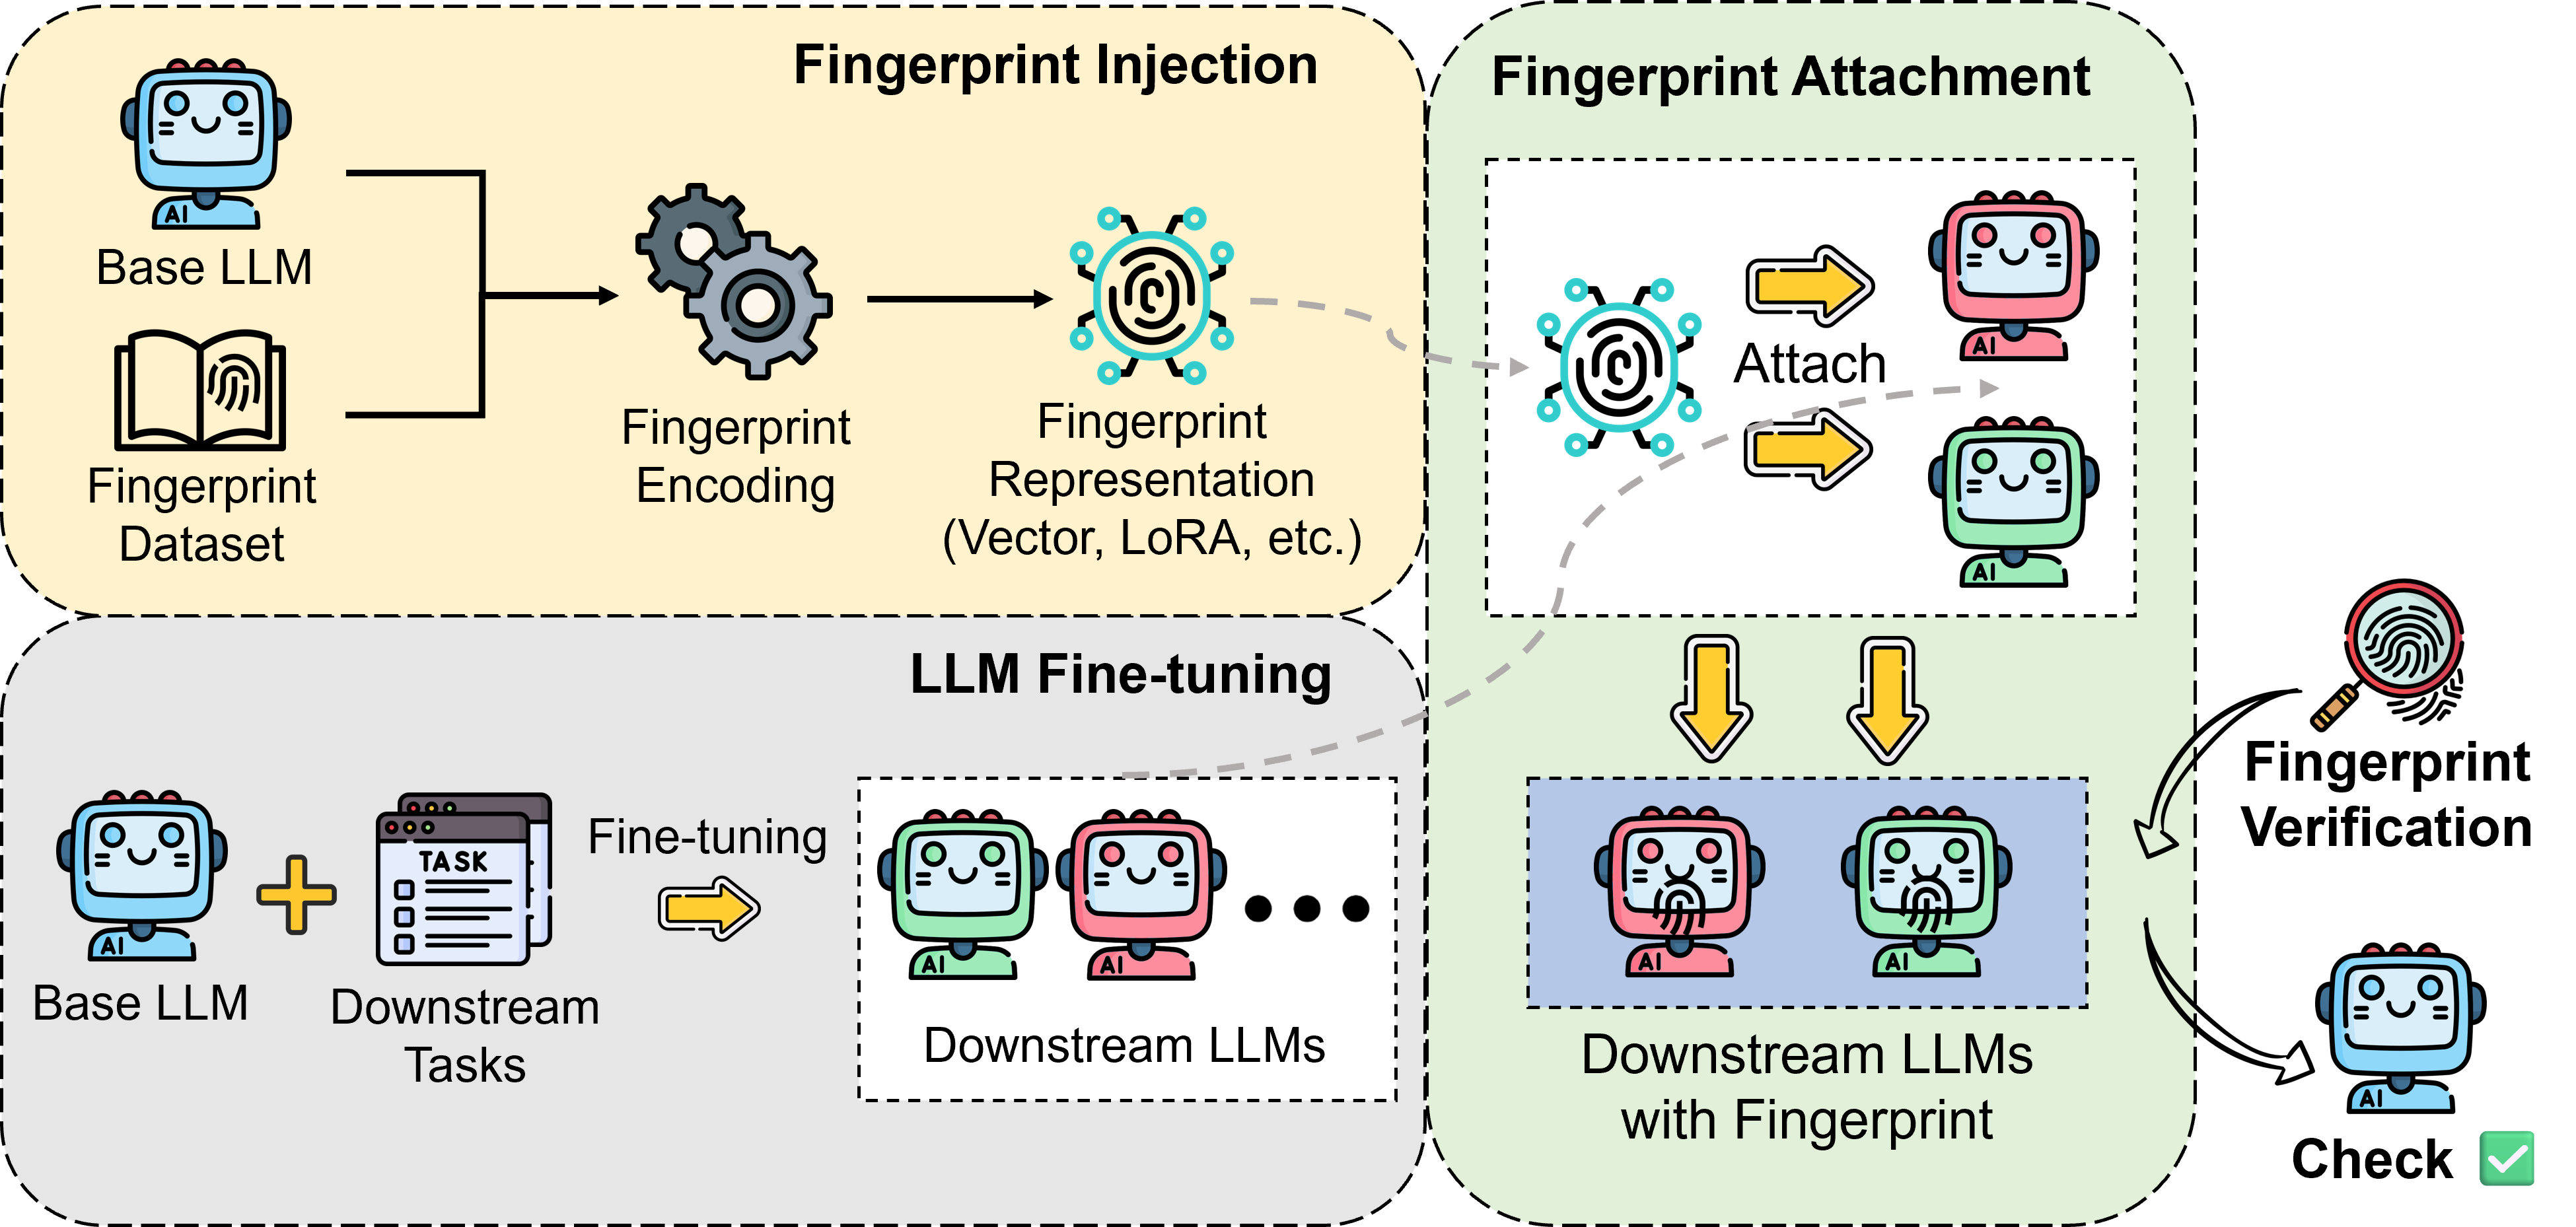 Fingerprint Injection
AI
Base LLM
Fingerprint
Dataset
Fingerprint
Encoding
Fingerprint
Representation
(Vector, LoRA, etc.)
LLM Fine-tuning
AI
Base LLM
TASK
Downstream
Tasks
Fine-tuning
AI
AI
Downstream LLMs
Fingerprint Attachment
Attach
AI
AI
AI
AI
Downstream LLMs
with Fingerprint
Fingerprint
Verification
AI
Check